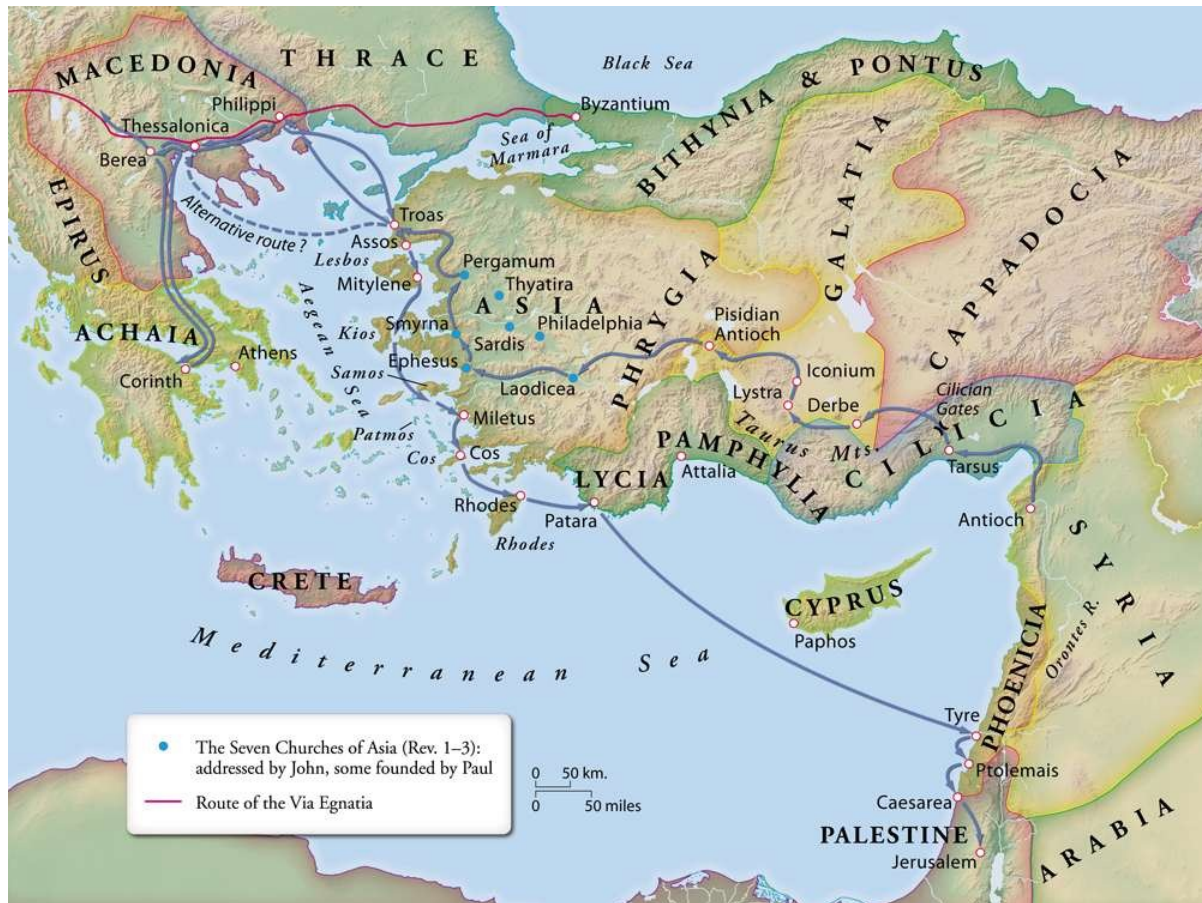 MACEDONIA
THRACE
Black Sea
BITHYNIA & PONTUS
Philippi
Byzantium
Thessalonica
Sea of
Marmara
Berea
GALATIA
CAPPADOCIA
EPIRUS
Alternative route ?
Troas
Assos
Lesbos
Mitylene
Pergamum
Thyatira
ASIA
PHRYGIA
Aegean Sea
ACHAIA
Kios
Smyrna
Philadelphia
Sardis
Pisidian
Antioch
Athens
Corinth
Ephesus
Samos
Laodicea
Iconium
Lystra
Derbe
Cilician
Gates
CILICIA
Miletus
Patmos
Taurus Mts.
Cos
Cos
PAMPHYLIA
LYCIA
Attalia
Tarsus
Rhodes
Patara
Rhodes
Antioch
SYRIA
CRETE
CYPRUS
Paphos
Mediterranean Sea
PHOENICIA
Orontes R.
Tyre
Ptolemais
Caesarea
PALESTINE
Jerusalem
ARABIA
The Seven Churches of Asia (Rev. 1–3):
addressed by John, some founded by Paul
Route of the Via Egnatia
0 50 km.
0 50 miles